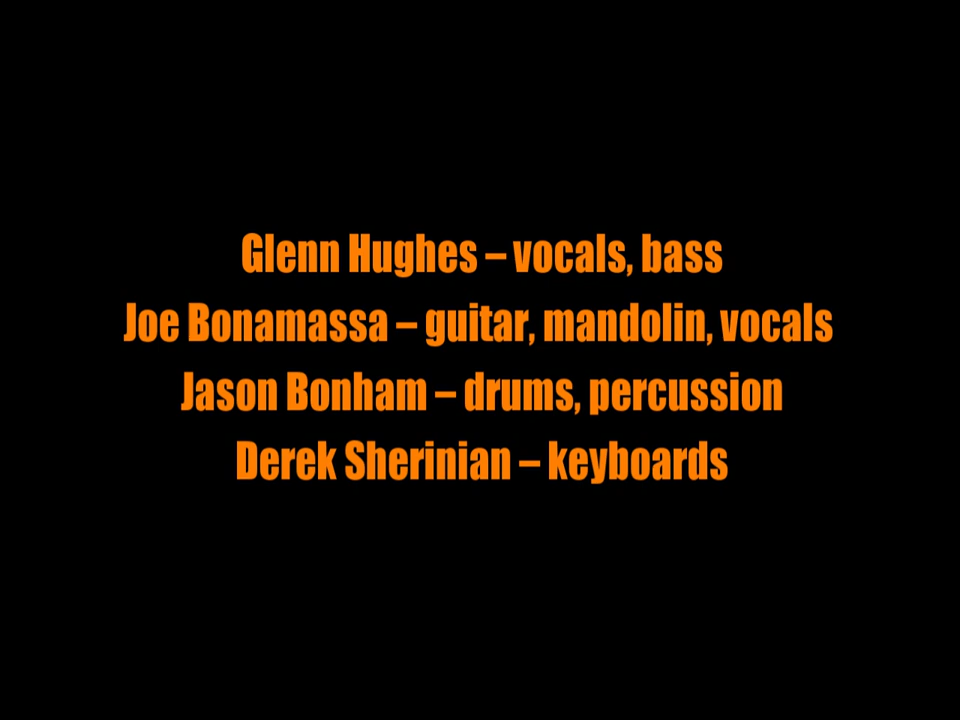 Glenn Hughes – vocals, bass
Joe Bonamassa – guitar, mandolin, vocals
Jason Bonham – drums, percussion
Derek Sherinian – keyboards